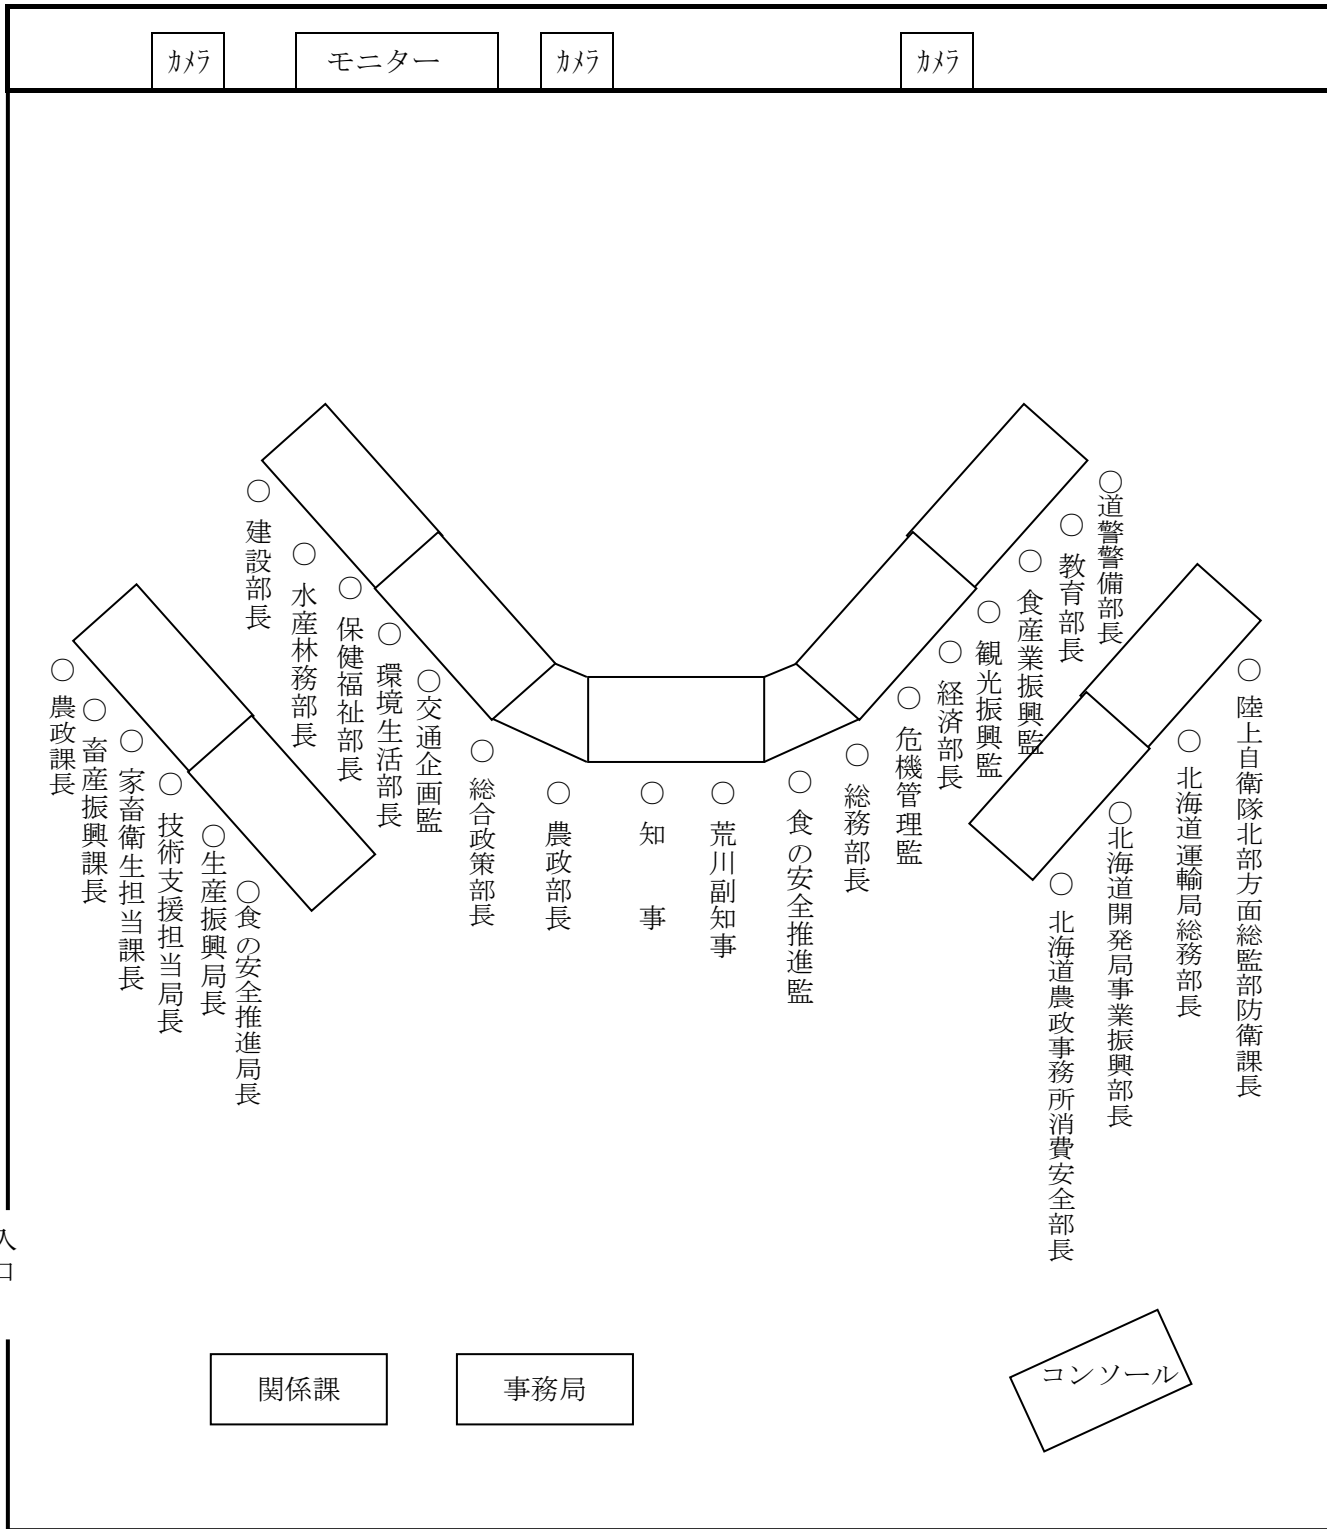 カメラ
モニター
カメラ
カメラ
○ 建設部長
○ 水産林務部長
○ 保健福祉部長
○ 環境生活部長
○交通企画監
○ 総合政策部長
○ 農政部長
○ 知　事
○ 荒川副知事
○ 食の安全推進監
○ 総務部長
○ 危機管理監
○ 経済部長
○ 観光振興監
○ 食産業振興監
○ 教育部長
○道警警備部長
○ 農政課長
○ 畜産振興課長
○ 家畜衛生担当課長
○ 技術支援担当局長
○生産振興局長
○食の安全推進局長
○ 北海道農政事務所消費安全部長
○北海道開発局事業振興部長
○ 北海道運輸局総務部長
○ 陸上自衛隊北部方面総監部防衛課長
入口
関係課
事務局
コンソール